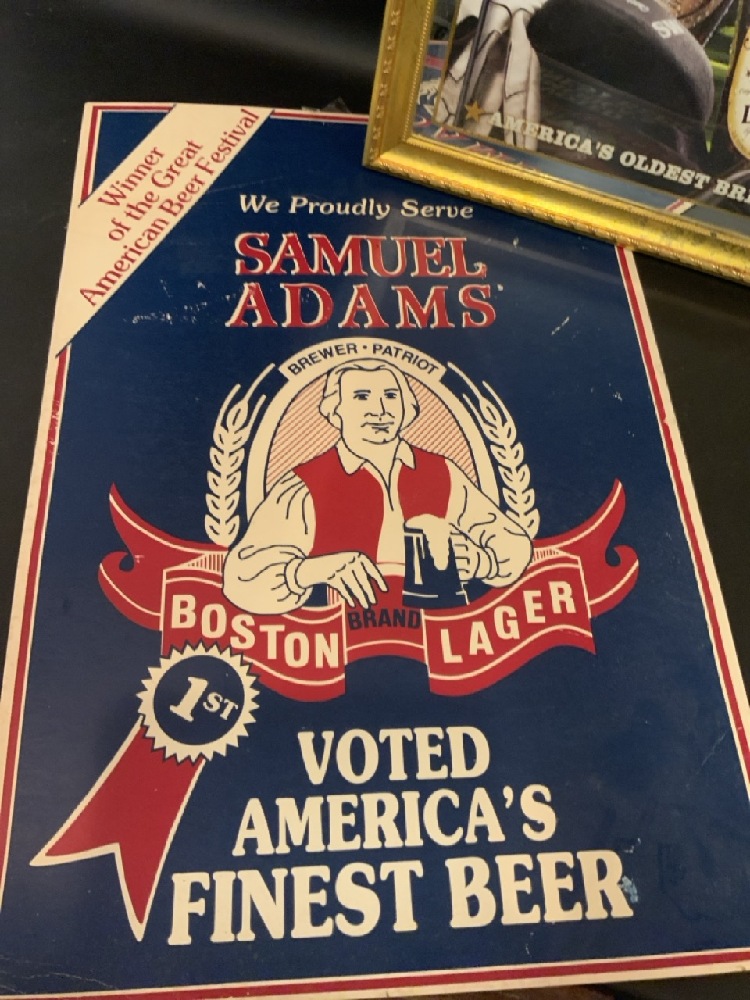 Winner
of the Great
American Beer Festival
We Proudly Serve
SAMUEL
ADAMS
BREWER · PATRIOT
BOSTON BRAND LAGER
1ST
VOTED
AMERICA'S
FINEST BEER
AMERICA'S OLDEST